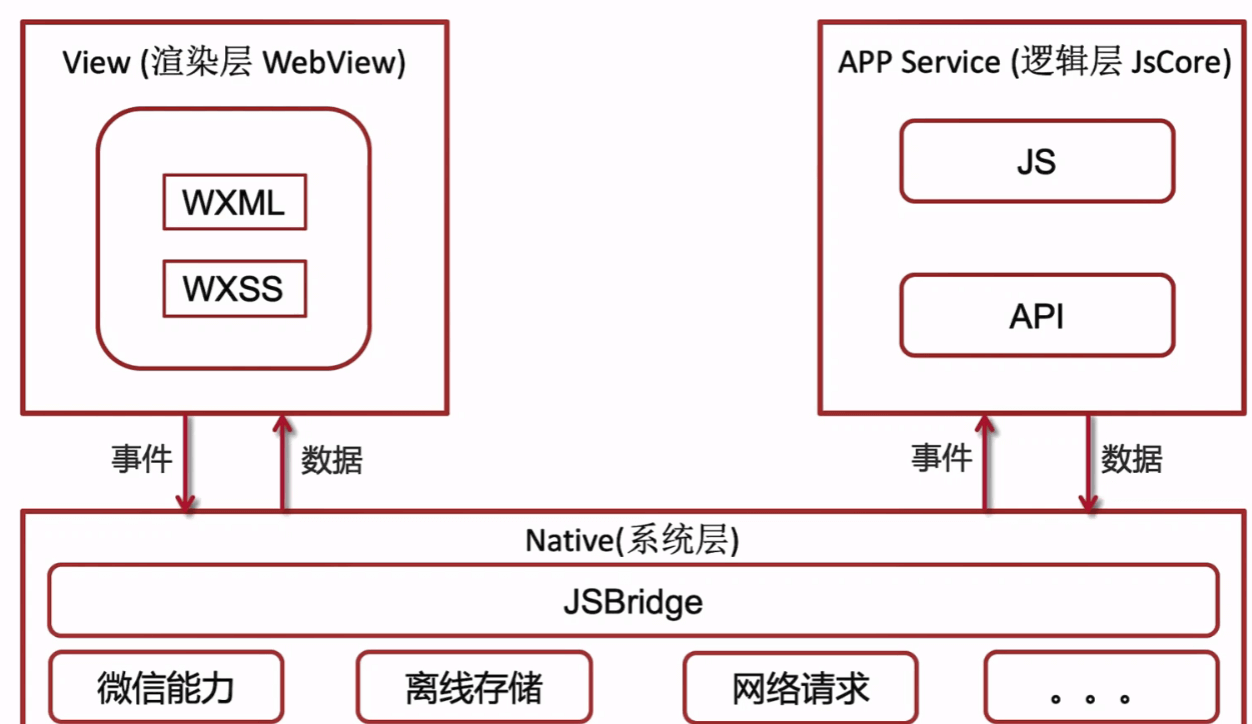 View (渲染层 WebView)
WXML
WXSS
APP Service (逻辑层 JsCore)
JS
API
事件
数据
事件
数据
Native(系统层)
JSBridge
微信能力
离线存储
网络请求
。。。